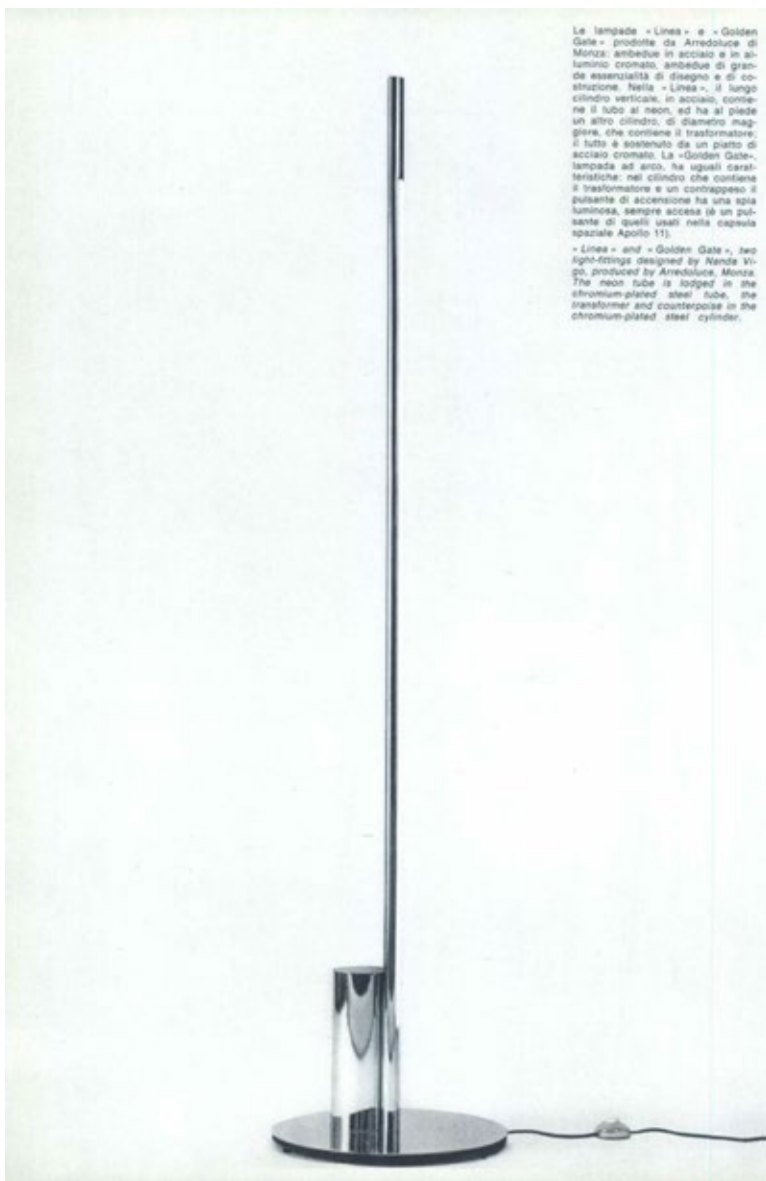 Le lampade « Linea » e « Golden
Gate » prodotte da Arredoluce di
Monza: ambedue in acciaio e in al-
luminio cromato, ambedue di gran-
de essenzialità di disegno e di co-
struzione. Nella « Linea », il lungo
cilindro verticale, in acciaio, contie-
ne il tubo al neon, ed ha al piede
un altro cilindro, di diametro mag-
giore, che contiene il trasformatore;
il tutto è sostenuto da un piatto di
acciaio cromato. La «Golden Gate»,
lampada ad arco, ha uguali carat-
teristiche: nel cilindro che contiene
il trasformatore e un contrappeso il
pulsante di accensione ha una spia
luminosa, sempre accesa (è un pul-
sante di quelli usati nella capsula
spaziale Apollo 11).
« Linea » and « Golden Gate », two
light-fittings designed by Nanda Vi-
go, produced by Arredoluce, Monza.
The neon tube is lodged in the
chromium-plated steel tube, the
transformer and counterpoise in the
chromium-plated steel cylinder.